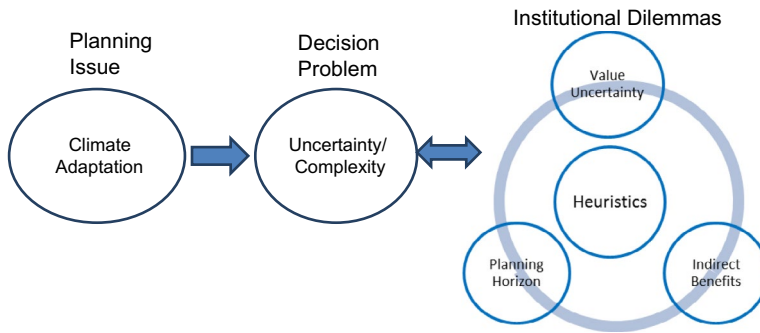 Planning
Issue
Climate
Adaptation
Decision
Problem
Uncertainty/
Complexity
Institutional Dilemmas
Value
Uncertainty
Heuristics
Planning
Horizon
Indirect
Benefits